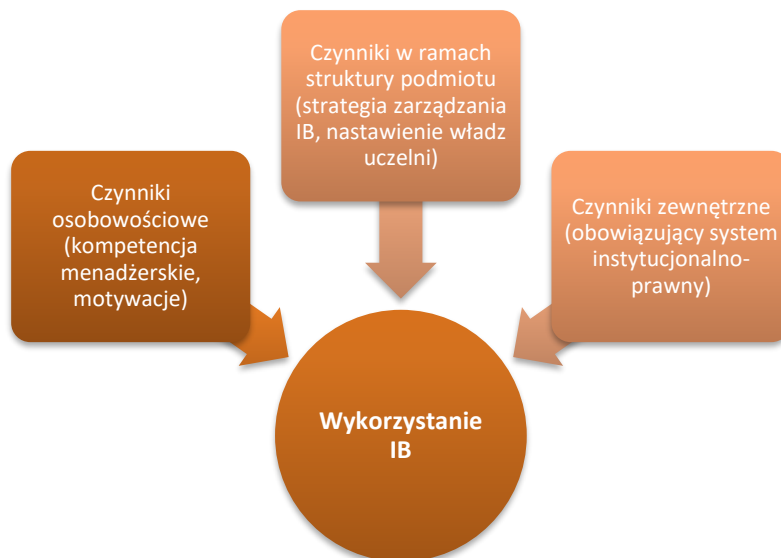 Czynniki w ramach
struktury podmiotu
(strategia zarządzania
IB, nastawienie władz
uczelni)
Czynniki
osobowościowe
(kompetencja
menadżerskie,
motywacje)
Czynniki zewnętrzne
(obowiązujący system
instytucjonalno-
prawny)
Wykorzystanie
IB